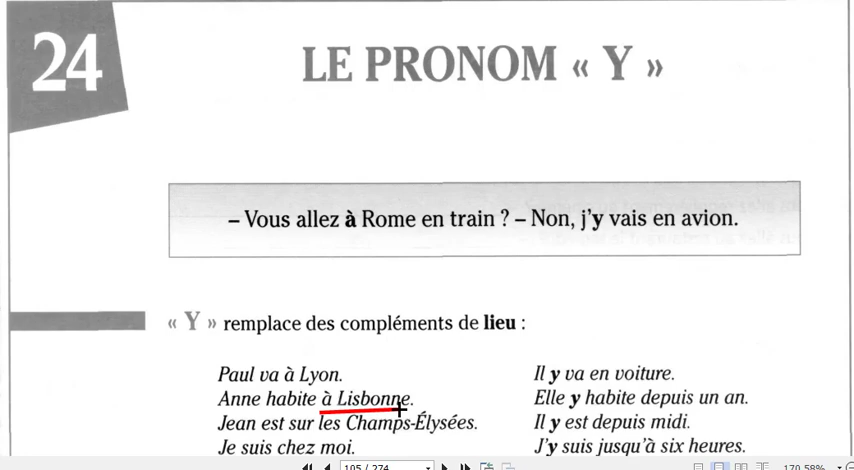 24
LE PRONOM « Y »
– Vous allez à Rome en train ? – Non, j'y vais en avion.
« Y » remplace des compléments de lieu :
Paul va à Lyon. Il y va en voiture.
Anne habite à Lisbonne. Elle y habite depuis un an.
Jean est sur les Champs-Élysées. Il y est depuis midi.
Je suis chez moi. J'y suis jusqu'à six heures.
105 / 274
170,58%